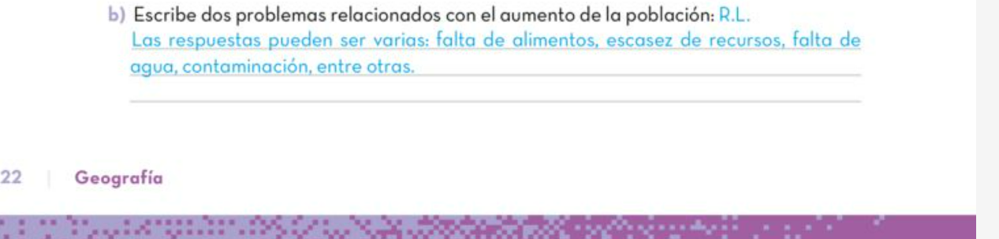 b) Escribe dos problemas relacionados con el aumento de la población: R.L.
Las respuestas pueden ser varias: falta de alimentos, escasez de recursos, falta de
agua, contaminación, entre otras.
22 | Geografía